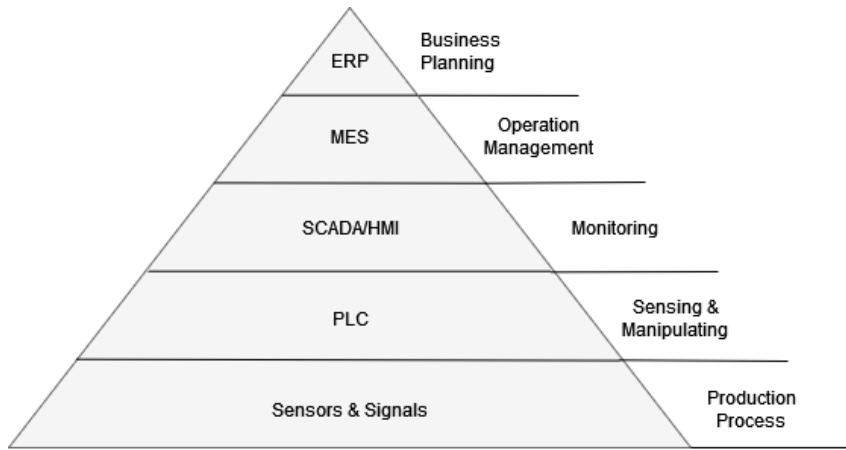 ERP
Business
Planning
MES
Operation
Management
SCADA/HMI
Monitoring
PLC
Sensing &
Manipulating
Sensors & Signals
Production
Process